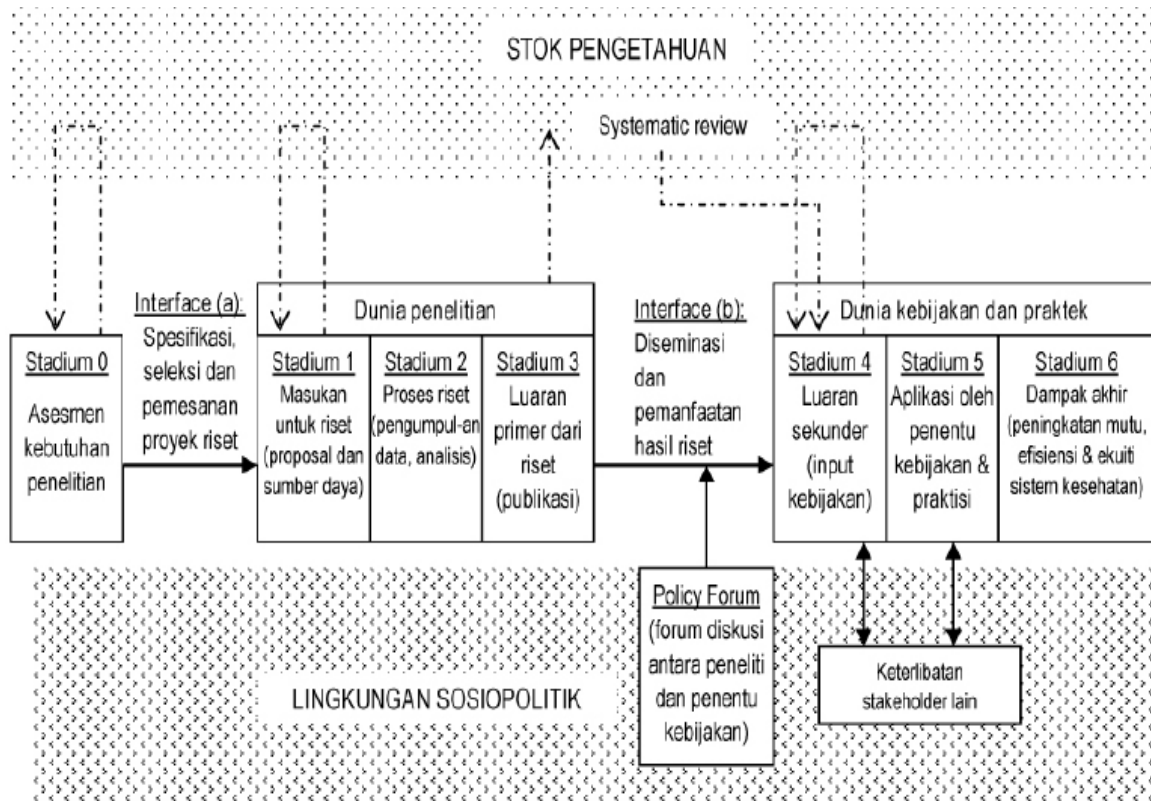 STOK PENGETAHUAN
Systematic review
Interface (a):
Spesifikasi,
seleksi dan
pemesanan
proyek riset
Dunia penelitian
Interface (b):
Diseminasi
dan
pemanfaatan
hasil riset
Dunia kebijakan dan praktek
Stadium 0
Asesmen
kebutuhan
penelitian
Stadium 1
Masukan
untuk riset
(proposal dan
sumber daya)
Stadium 2
Proses riset
(pengumpul-an
data, analisis)
Stadium 3
Luaran
primer dari
riset
(publikasi)
Stadium 4
Luaran
sekunder
(input
kebijakan)
Stadium 5
Aplikasi oleh
penentu
kebijakan &
praktisi
Stadium 6
Dampak akhir
(peningkatan mutu,
efisiensi & ekuiti
sistem kesehatan)
Policy Forum
(forum diskusi
antara peneliti
dan penentu
kebijakan)
Keterlibatan
stakeholder lain
LINGKUNGAN SOSIOPOLITIK